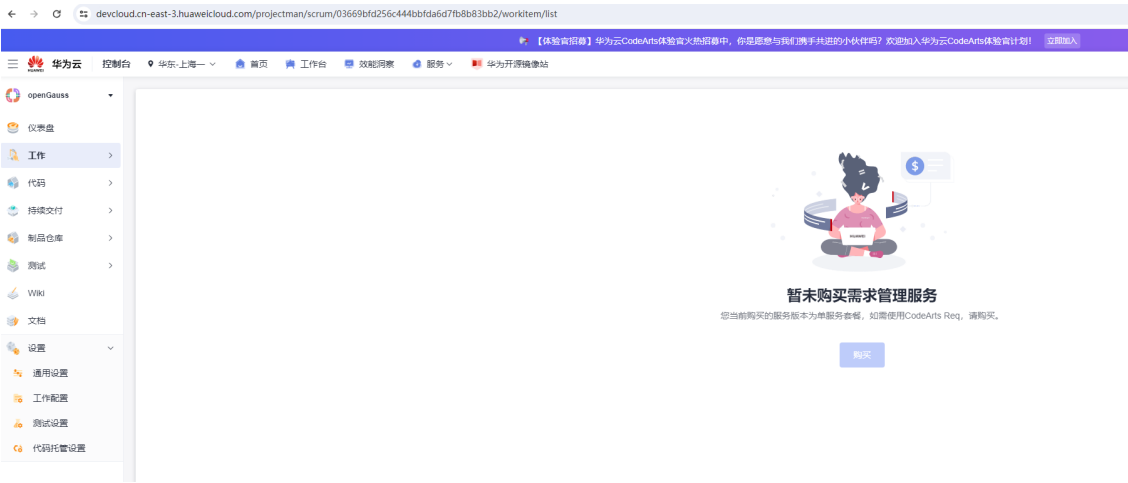 devcloud.cn-east-3.huaweicloud.com/projectman/scrum/03669bfd256c444bbfda6d7fb8b83bb2/workitem/list
【体验官招募】华为云CodeArts体验官火热招募中，你是愿意与我们携手共进的小伙伴吗？欢迎加入华为云CodeArts体验官计划！ 立即加入
HUAWEI 华为云 控制台 华东-上海一 首页 工作台 效能洞察 服务 华为开源镜像站
openGauss
仪表盘
工作
代码
持续交付
制品仓库
测试
Wiki
文档
设置
通用设置
工作配置
测试设置
代码托管设置
$
HUAWEI
暂未购买需求管理服务
您当前购买的服务版本为单服务套餐，如需使用CodeArts Req，请购买。
购买